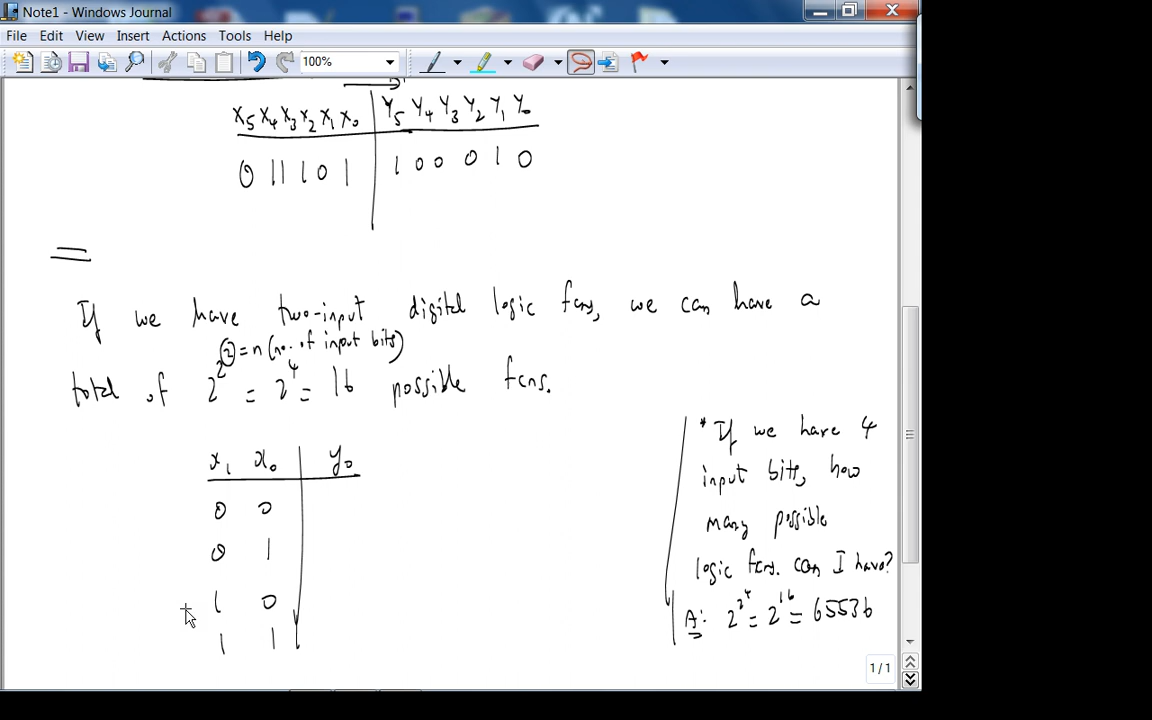 Note1 - Windows Journal
File Edit View Insert Actions Tools Help
100%
x5 x4 x3 x2 x1 x0 y5 y4 y3 y2 y1 y0
0 1 1 1 0 1 1 0 0 0 1 0
If we have two-input digital logic fcns, we can have a
2 = n (no. of input bits)
total of 2^2^2 = 2^4 = 16 possible fcns.
x1 x0 y0
0 0
0 1
1 0
1 1
* If we have 4
input bits, how
many possible
logic fcns. can I have?
A: 2^2^4 = 2^16 = 65536
1 / 1